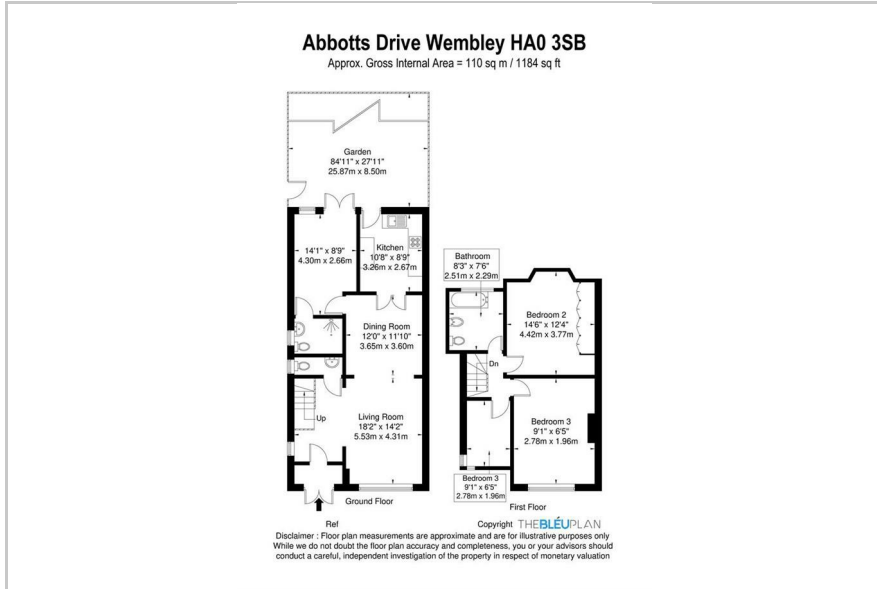 Abbotts Drive Wembley HA0 3SB
Approx. Gross Internal Area = 110 sq m / 1184 sq ft
Garden
84'11" x 27'11"
25.87m x 8.50m
14'1" x 8'9"
4.30m x 2.66m
Kitchen
10'8" x 8'9"
3.26m x 2.67m
Dining Room
12'0" x 11'10"
3.65m x 3.60m
Up
Living Room
18'2" x 14'2"
5.53m x 4.31m
Ground Floor
Bathroom
8'3" x 7'6"
2.51m x 2.29m
Bedroom 2
14'6" x 12'4"
4.42m x 3.77m
Dn
Bedroom 3
9'1" x 6'5"
2.78m x 1.96m
Bedroom 3
9'1" x 6'5"
2.78m x 1.96m
First Floor
Ref
Copyright THEBLÉUPLAN
Disclaimer : Floor plan measurements are approximate and are for illustrative purposes only
While we do not doubt the floor plan accuracy and completeness, you or your advisors should
conduct a careful, independent investigation of the property in respect of monetary valuation